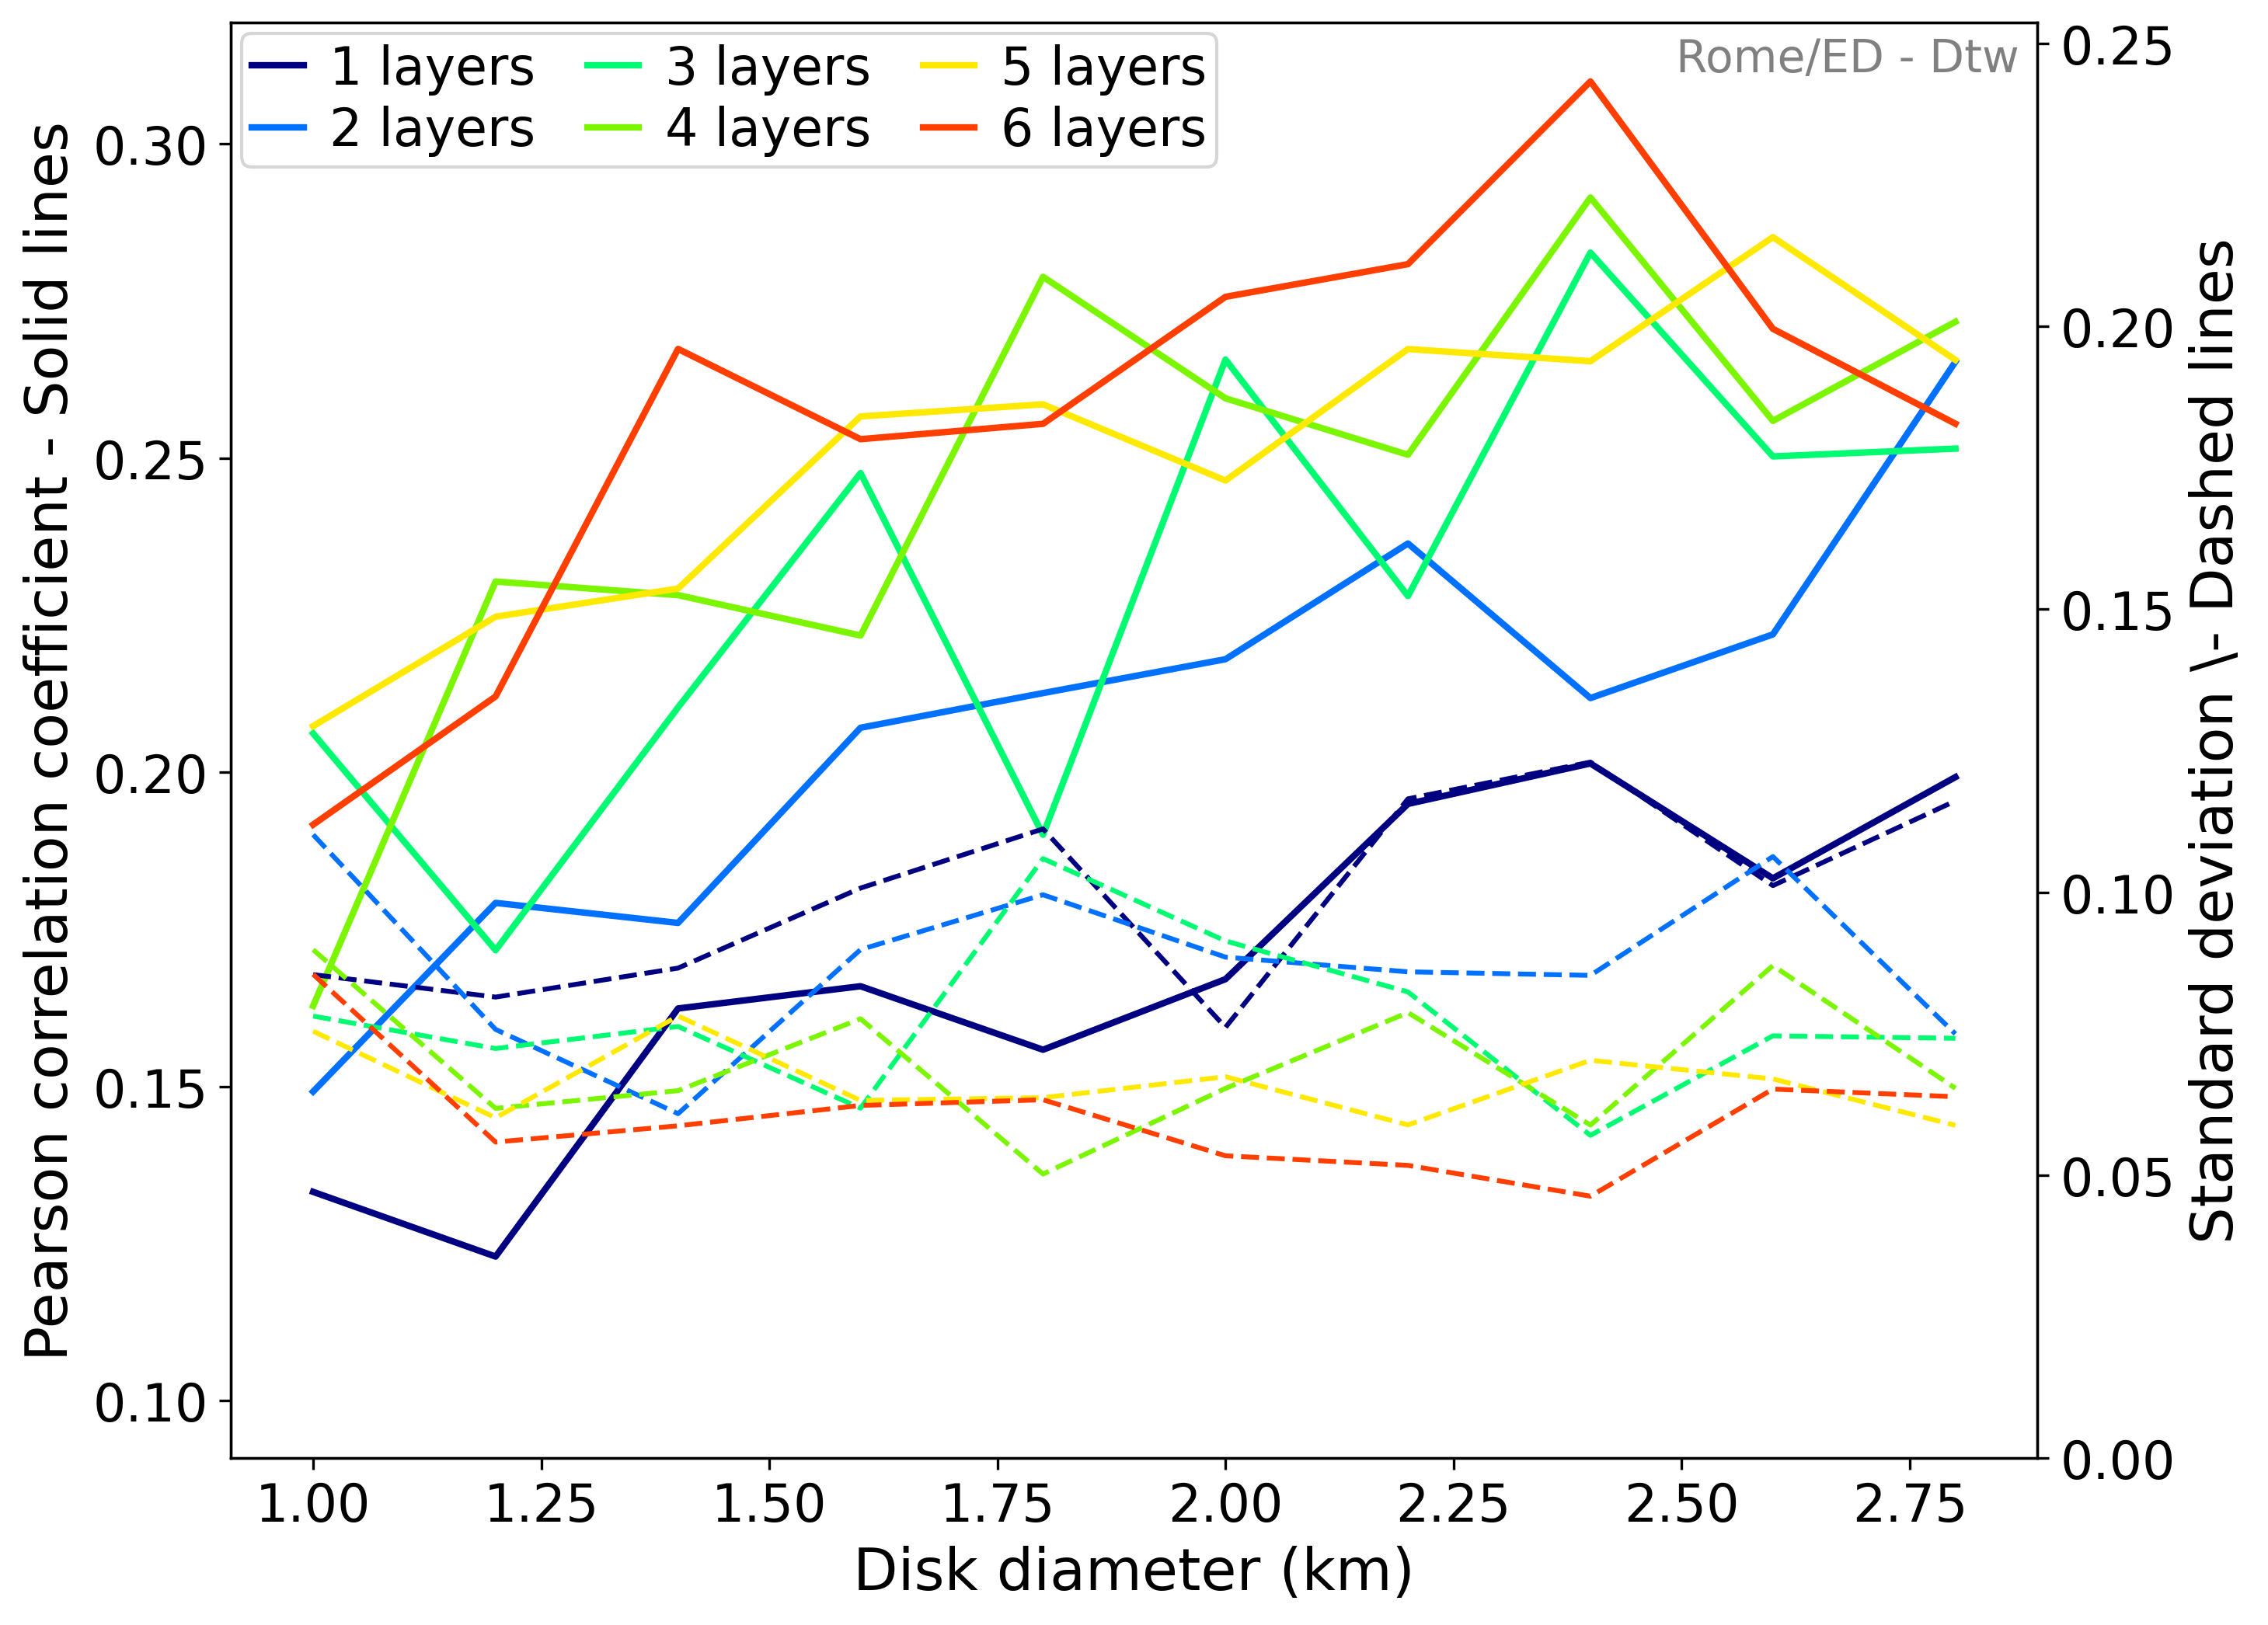 Rome/ED - Dtw
1 layers
2 layers
3 layers
4 layers
5 layers
6 layers
Pearson correlation coefficient - Solid lines
0.30
0.25
0.20
0.15
0.10
Standard deviation \- Dashed lines
0.25
0.20
0.15
0.10
0.05
0.00
1.00 1.25 1.50 1.75 2.00 2.25 2.50 2.75
Disk diameter (km)